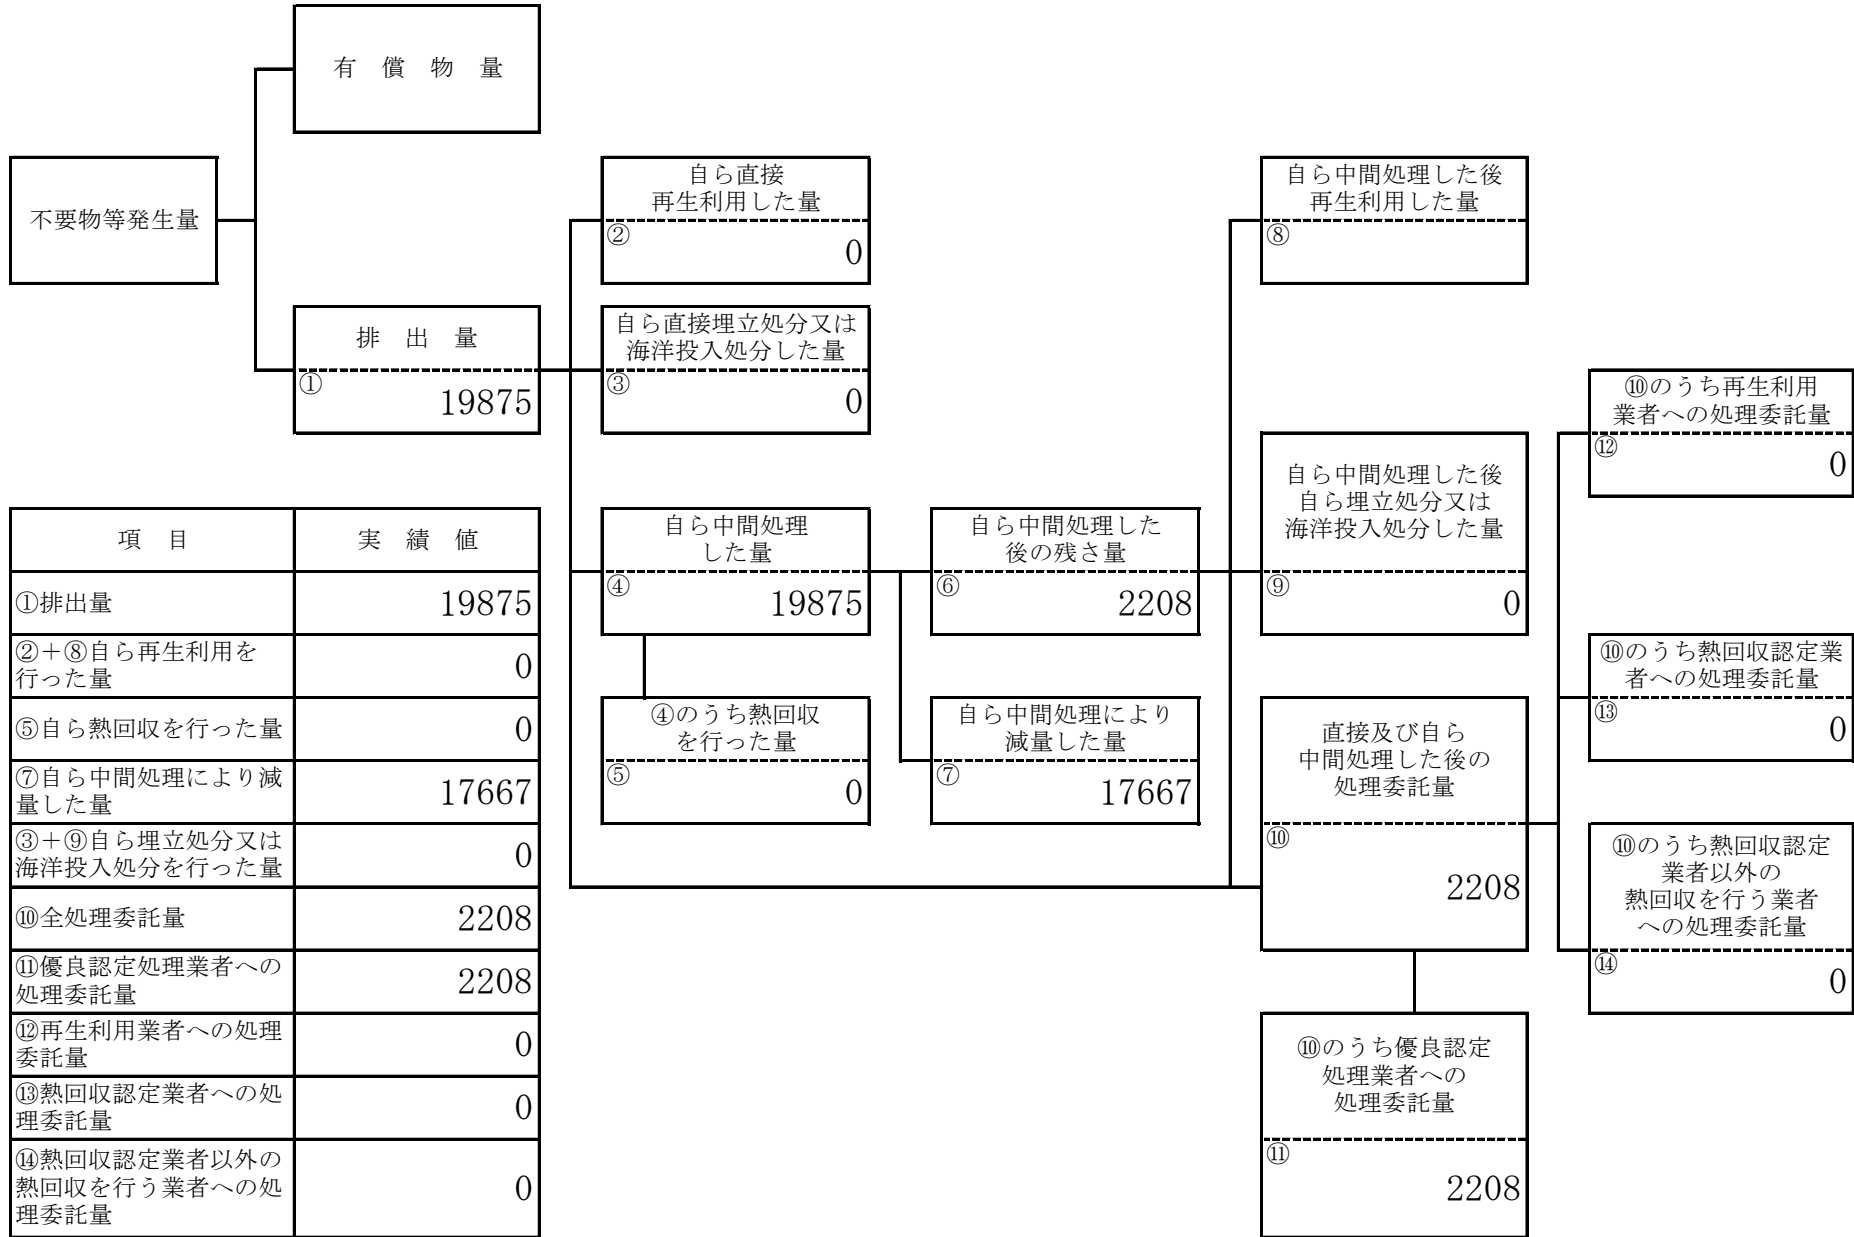 有償物量
不要物等発生量
排出量
①
19875
自ら直接
再生利用した量
②
0
自ら直接埋立処分又は
海洋投入処分した量
③
0
自ら中間処理
した量
④
19875
④のうち熱回収
を行った量
⑤
0
自ら中間処理した
後の残さ量
⑥
2208
自ら中間処理により
減量した量
⑦
17667
自ら中間処理した後
再生利用した量
⑧
自ら中間処理した後
自ら埋立処分又は
海洋投入処分した量
⑨
0
直接及び自ら
中間処理した後の
処理委託量
⑩
2208
⑩のうち優良認定
処理業者への
処理委託量
⑪
2208
⑩のうち再生利用
業者への処理委託量
⑫
0
⑩のうち熱回収認定業
者への処理委託量
⑬
0
⑩のうち熱回収認定
業者以外の
熱回収を行う業者
への処理委託量
⑭
0
項目 実績値
①排出量 19875
②＋⑧自ら再生利用を
行った量 0
⑤自ら熱回収を行った量 0
⑦自ら中間処理により減
量した量 17667
③＋⑨自ら埋立処分又は
海洋投入処分を行った量 0
⑩全処理委託量 2208
⑪優良認定処理業者への
処理委託量 2208
⑫再生利用業者への処理
委託量 0
⑬熱回収認定業者への処
理委託量 0
⑭熱回収認定業者以外の
熱回収を行う業者への処
理委託量 0